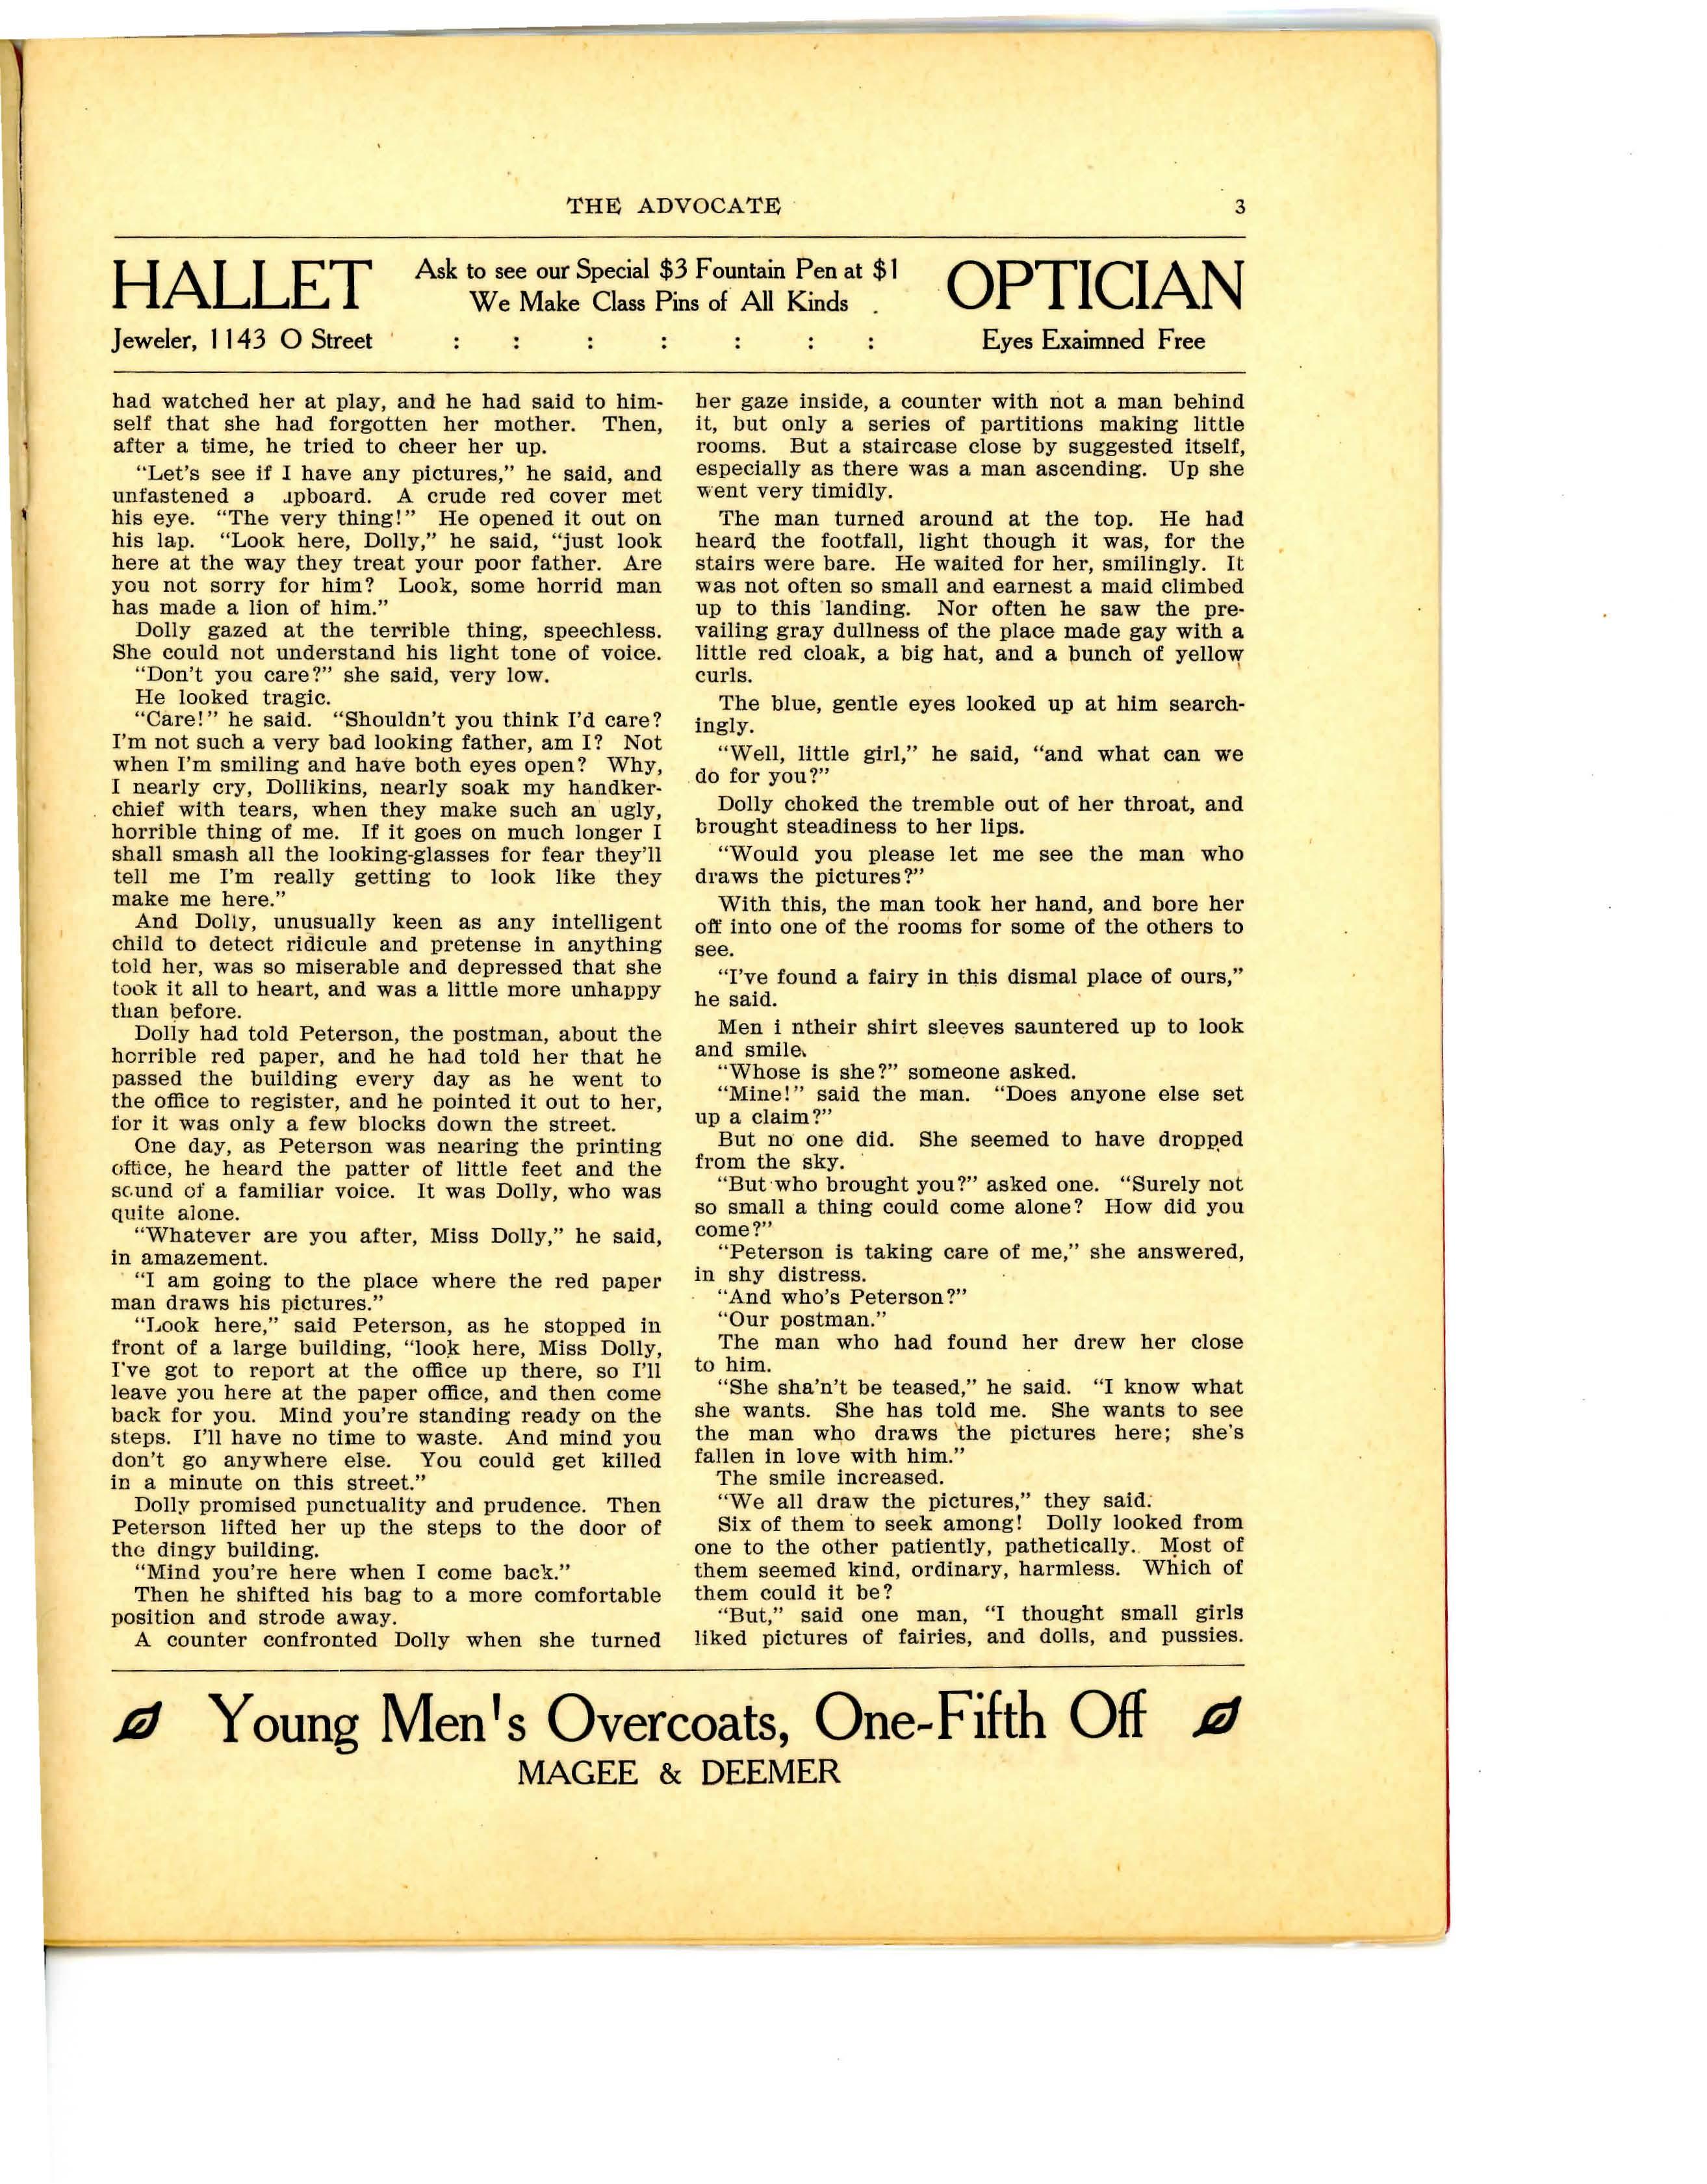 THE ADVOCATE
3
HALLET
Ask to see our Special $3 Fountain Pen at $1
We Make Class Pins of All Kinds
OPTICIAN
Jeweler, 1143 O Street : : : : : : :
Eyes Exaimned Free
had watched her at play, and he had said to him-
self that she had forgotten her mother. Then,
after a time, he tried to cheer her up.
"Let's see if I have any pictures," he said, and
unfastened a upboard. A crude red cover met
his eye. "The very thing!" He opened it out on
his lap. "Look here, Dolly," he said, "just look
here at the way they treat your poor father. Are
you not sorry for him? Look, some horrid man
has made a lion of him."
Dolly gazed at the terrible thing, speechless.
She could not understand his light tone of voice.
"Don't you care?" she said, very low.
He looked tragic.
"Care!" he said. "Shouldn't you think I'd care?
I'm not such a very bad looking father, am I? Not
when I'm smiling and have both eyes open? Why,
I nearly cry, Dollikins, nearly soak my handker-
chief with tears, when they make such an ugly,
horrible thing of me. If it goes on much longer I
shall smash all the looking-glasses for fear they'll
tell me I'm really getting to look like they
make me here."
And Dolly, unusually keen as any intelligent
child to detect ridicule and pretense in anything
told her, was so miserable and depressed that she
took it all to heart, and was a little more unhappy
than before.
Dolly had told Peterson, the postman, about the
horrible red paper, and he had told her that he
passed the building every day as he went to
the office to register, and he pointed it out to her,
for it was only a few blocks down the street.
One day, as Peterson was nearing the printing
office, he heard the patter of little feet and the
sound of a familiar voice. It was Dolly, who was
quite alone.
"Whatever are you after, Miss Dolly," he said,
in amazement.
"I am going to the place where the red paper
man draws his pictures."
"Look here," said Peterson, as he stopped in
front of a large building, "look here, Miss Dolly,
I've got to report at the office up there, so I'll
leave you here at the paper office, and then come
back for you. Mind you're standing ready on the
steps. I'll have no time to waste. And mind you
don't go anywhere else. You could get killed
in a minute on this street."
Dolly promised punctuality and prudence. Then
Peterson lifted her up the steps to the door of
the dingy building.
"Mind you're here when I come back."
Then he shifted his bag to a more comfortable
position and strode away.
A counter confronted Dolly when she turned
her gaze inside, a counter with not a man behind
it, but only a series of partitions making little
rooms. But a staircase close by suggested itself,
especially as there was a man ascending. Up she
went very timidly.
The man turned around at the top. He had
heard the footfall, light though it was, for the
stairs were bare. He waited for her, smilingly. It
was not often so small and earnest a maid climbed
up to this landing. Nor often he saw the pre-
vailing gray dullness of the place made gay with a
little red cloak, a big hat, and a bunch of yellow
curls.
The blue, gentle eyes looked up at him search-
ingly.
"Well, little girl," he said, "and what can we
do for you?"
Dolly choked the tremble out of her throat, and
brought steadiness to her lips.
"Would you please let me see the man who
draws the pictures?"
With this, the man took her hand, and bore her
off into one of the rooms for some of the others to
see.
"I've found a fairy in this dismal place of ours,"
he said.
Men i ntheir shirt sleeves sauntered up to look
and smile.
"Whose is she?" someone asked.
"Mine!" said the man. "Does anyone else set
up a claim?"
But no one did. She seemed to have dropped
from the sky.
"But who brought you?" asked one. "Surely not
so small a thing could come alone? How did you
come?"
"Peterson is taking care of me," she answered,
in shy distress.
"And who's Peterson?"
"Our postman."
The man who had found her drew her close
to him.
"She sha'n't be teased," he said. "I know what
she wants. She has told me. She wants to see
the man who draws the pictures here; she's
fallen in love with him."
The smile increased.
"We all draw the pictures," they said.
Six of them to seek among! Dolly looked from
one to the other patiently, pathetically. Most of
them seemed kind, ordinary, harmless. Which of
them could it be?
"But," said one man, "I thought small girls
liked pictures of fairies, and dolls, and pussies.
Young Men's Overcoats, One-Fifth Off
MAGEE & DEEMER